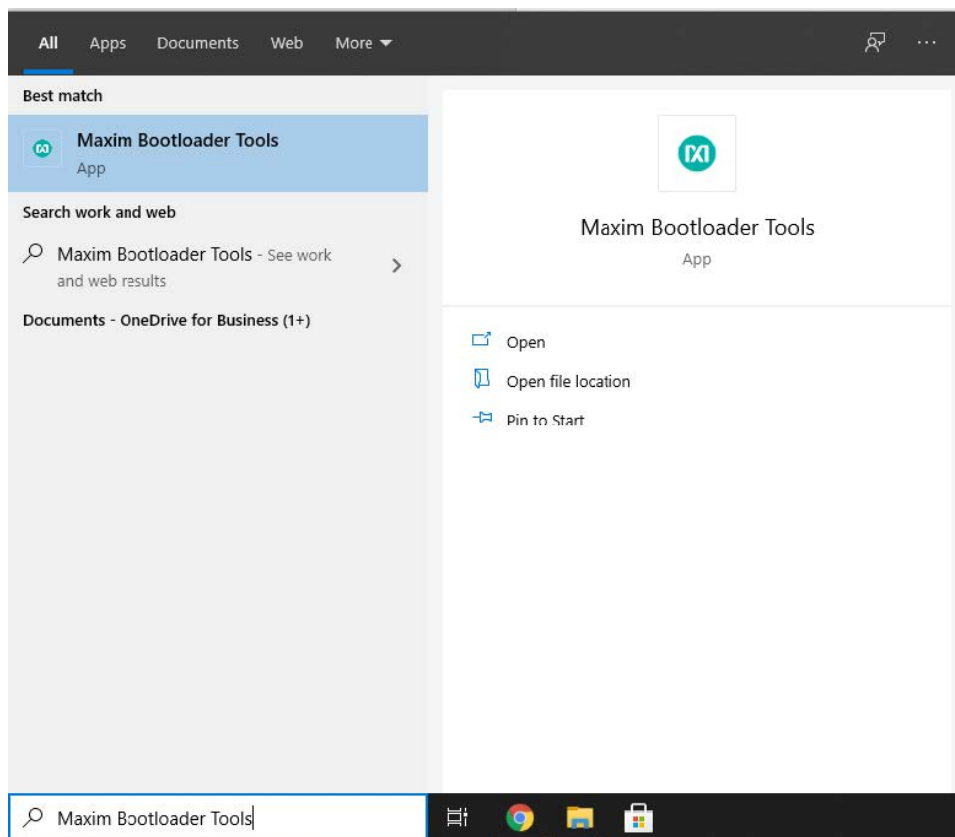 All Apps Documents Web More
Best match
Maxim Bootloader Tools
App
Search work and web
Maxim Bootloader Tools - See work
and web results
Documents - OneDrive for Business (1+)
Maxim Bootloader Tools
App
Open
Open file location
Pin to Start
Maxim Bootloader Tools